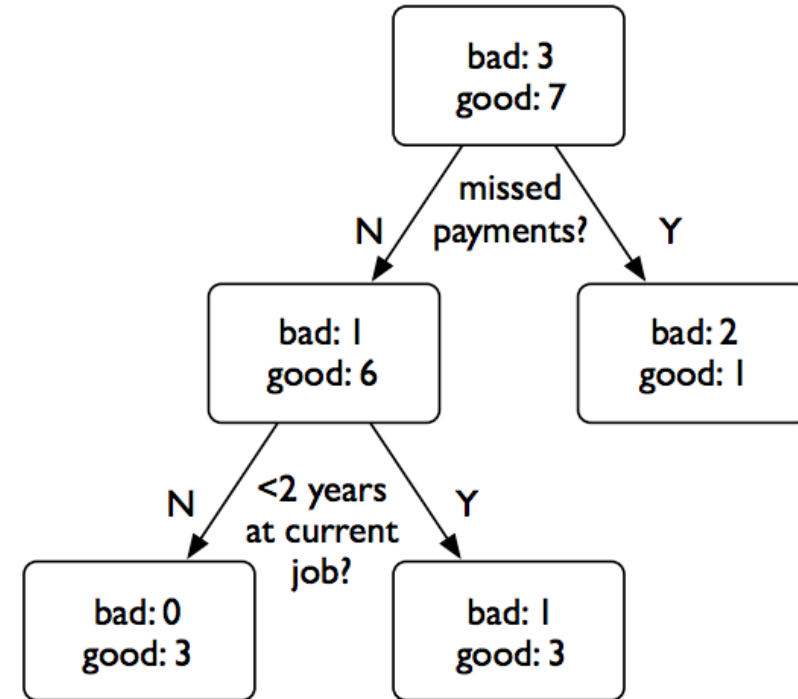 bad: 3
good: 7
missed
payments?
N
Y
bad: 1
good: 6
bad: 2
good: 1
<2 years
at current
job?
N
Y
bad: 0
good: 3
bad: 1
good: 3